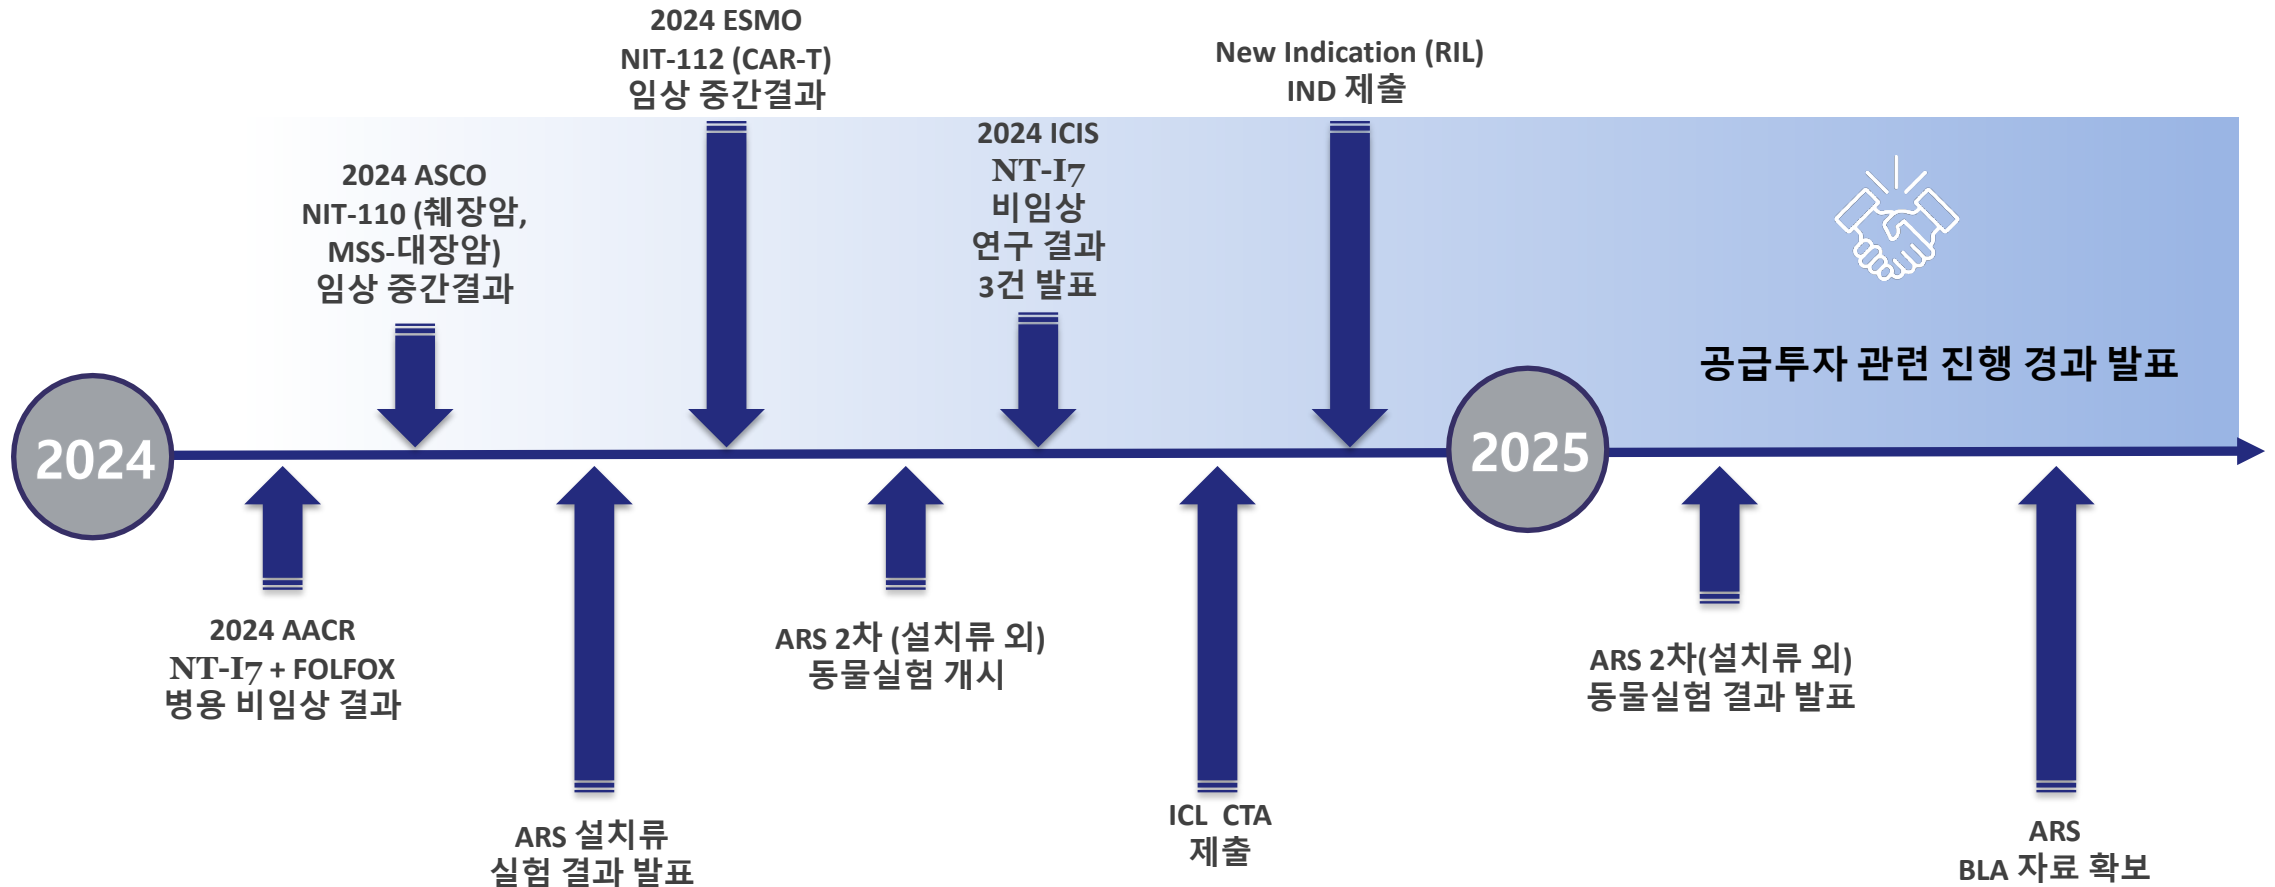 2024 ESMO
NIT-112 (CAR-T)
임상 중간결과
New Indication (RIL)
IND 제출
2024 ICIS
NT-I7
비임상
연구 결과
3건 발표
2024 ASCO
NIT-110 (췌장암,
MSS-대장암)
임상 중간결과
공급투자 관련 진행 경과 발표
2024
2025
2024 AACR
NT-I7 + FOLFOX
병용 비임상 결과
ARS 2차 (설치류 외)
동물실험 개시
ARS 2차(설치류 외)
동물실험 결과 발표
ARS 설치류
실험 결과 발표
ICL CTA
제출
ARS
BLA 자료 확보